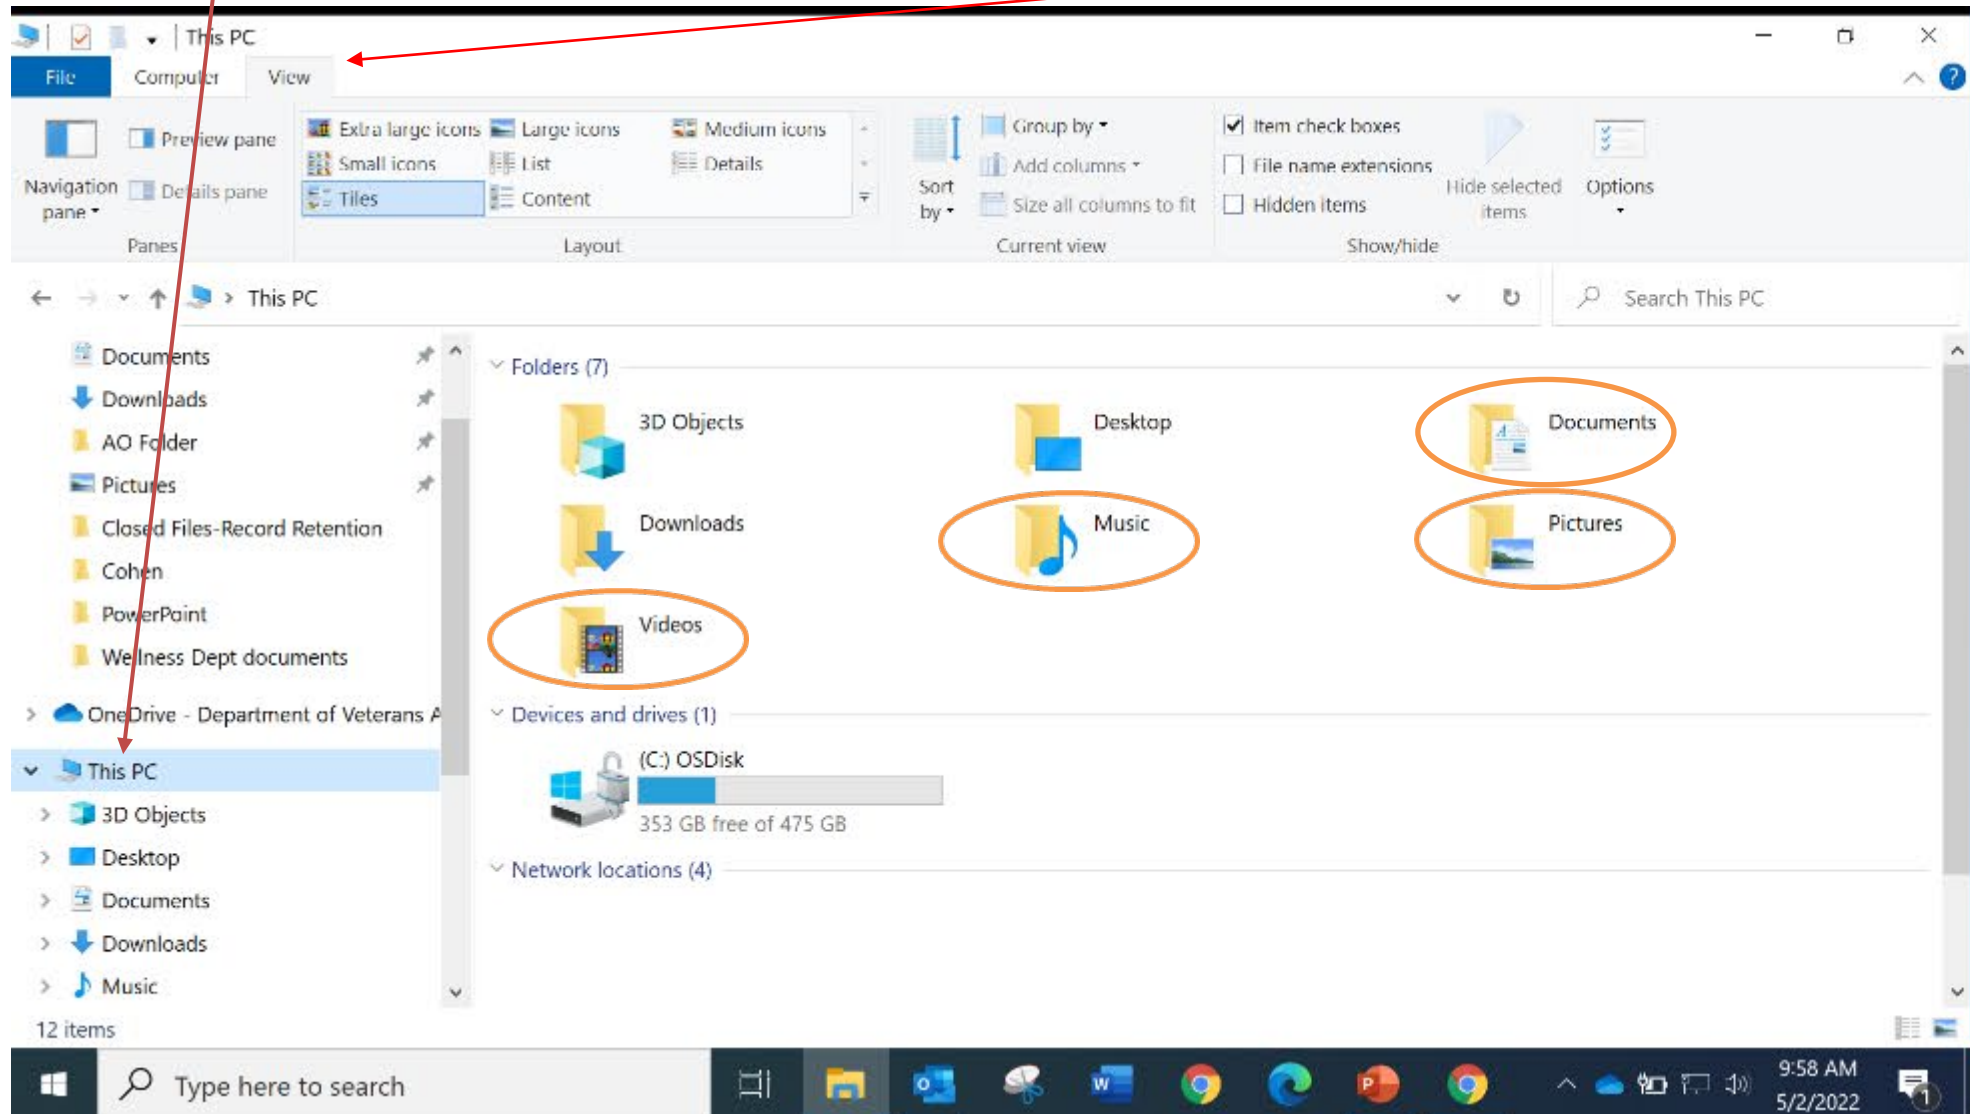 This PC
File Computer View
Navigation pane
Preview pane
Details pane
Panes
Extra large icons Large icons Medium icons
Small icons List Details
Tiles Content
Layout
Sort by
Group by
Add columns
Size all columns to fit
Current view
Item check boxes
File name extensions
Hidden items
Hide selected items
Show/hide
Options
This PC
Search This PC
Documents
Downloads
AO Folder
Pictures
Closed Files-Record Retention
Cohen
PowerPoint
Wellness Dept documents
OneDrive - Department of Veterans A
This PC
3D Objects
Desktop
Documents
Downloads
Music
Folders (7)
3D Objects Desktop Documents
Downloads Music Pictures
Videos
Devices and drives (1)
(C:) OSDisk
353 GB free of 475 GB
Network locations (4)
12 items
Type here to search
9:58 AM
5/2/2022
1